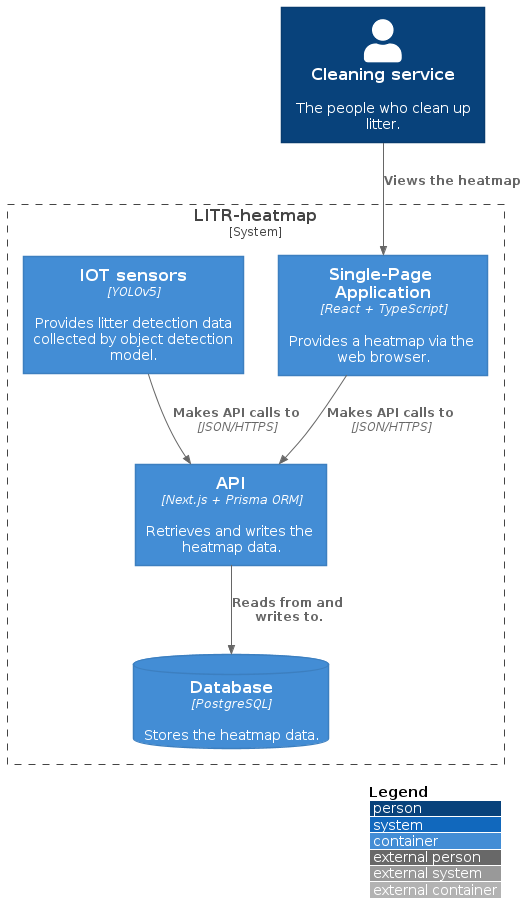 Cleaning service
The people who clean up
litter.
Views the heatmap
LITR-heatmap
[System]
IOT sensors
[YOLOv5]
Provides litter detection data
collected by object detection
model.
Single-Page
Application
[React + TypeScript]
Provides a heatmap via the
web browser.
Makes API calls to
[JSON/HTTPS]
Makes API calls to
[JSON/HTTPS]
API
[Next.js + Prisma ORM]
Retrieves and writes the
heatmap data.
Reads from and
writes to.
Database
[PostgreSQL]
Stores the heatmap data.
Legend
person
system
container
external person
external system
external container